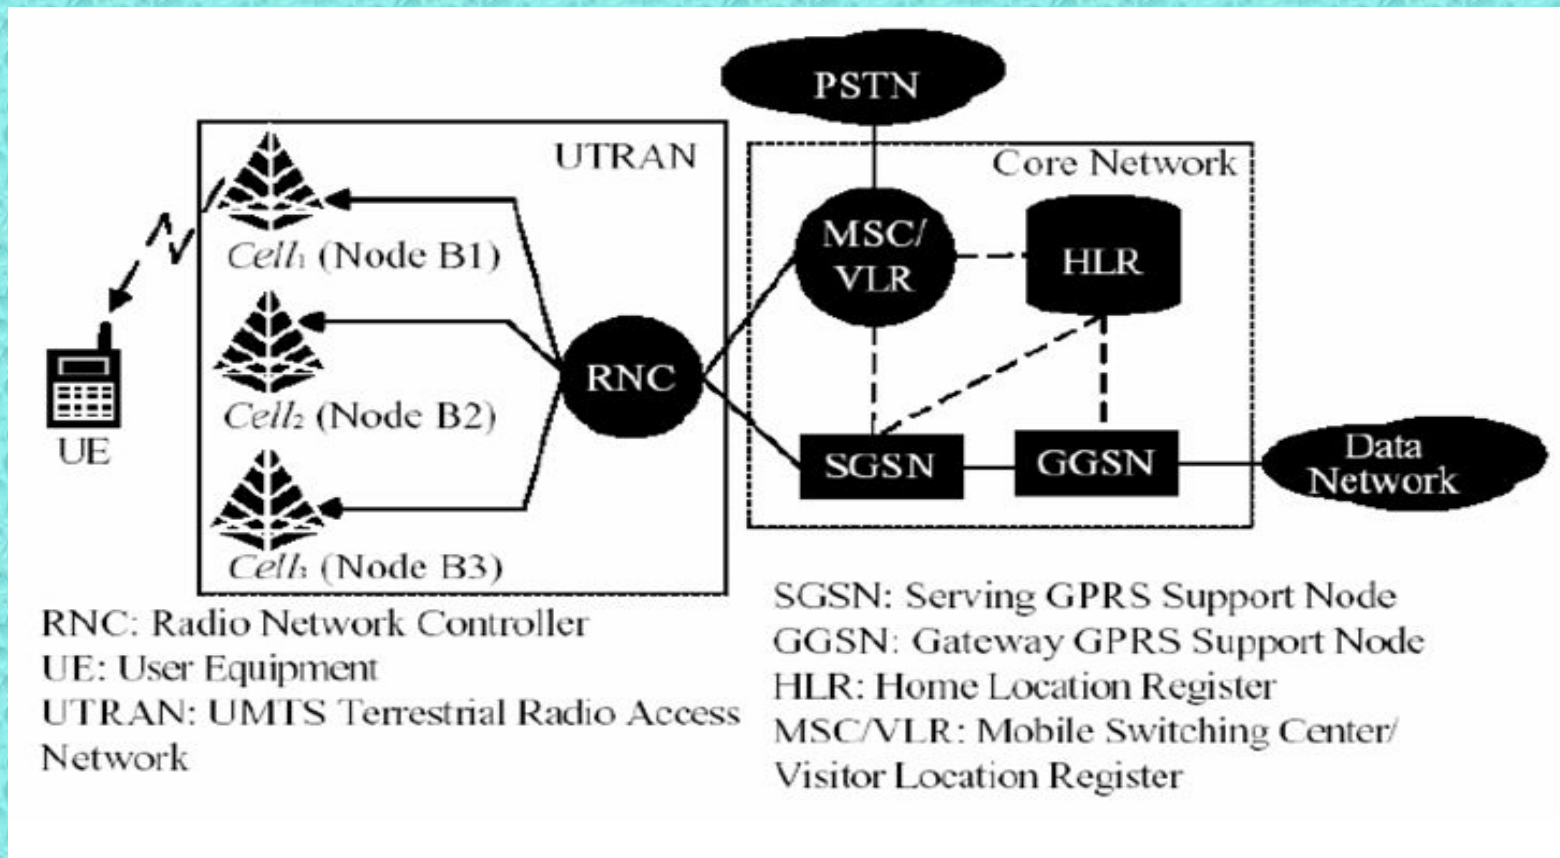 PSTN
UTRAN
Core Network
Cell₁ (Node B1)
MSC/
VLR
HLR
RNC
Cell₂ (Node B2)
UE
SGSN
GGSN
Data
Network
Cell₃ (Node B3)
RNC: Radio Network Controller
UE: User Equipment
UTRAN: UMTS Terrestrial Radio Access
Network
SGSN: Serving GPRS Support Node
GGSN: Gateway GPRS Support Node
HLR: Home Location Register
MSC/VLR: Mobile Switching Center/
Visitor Location Register